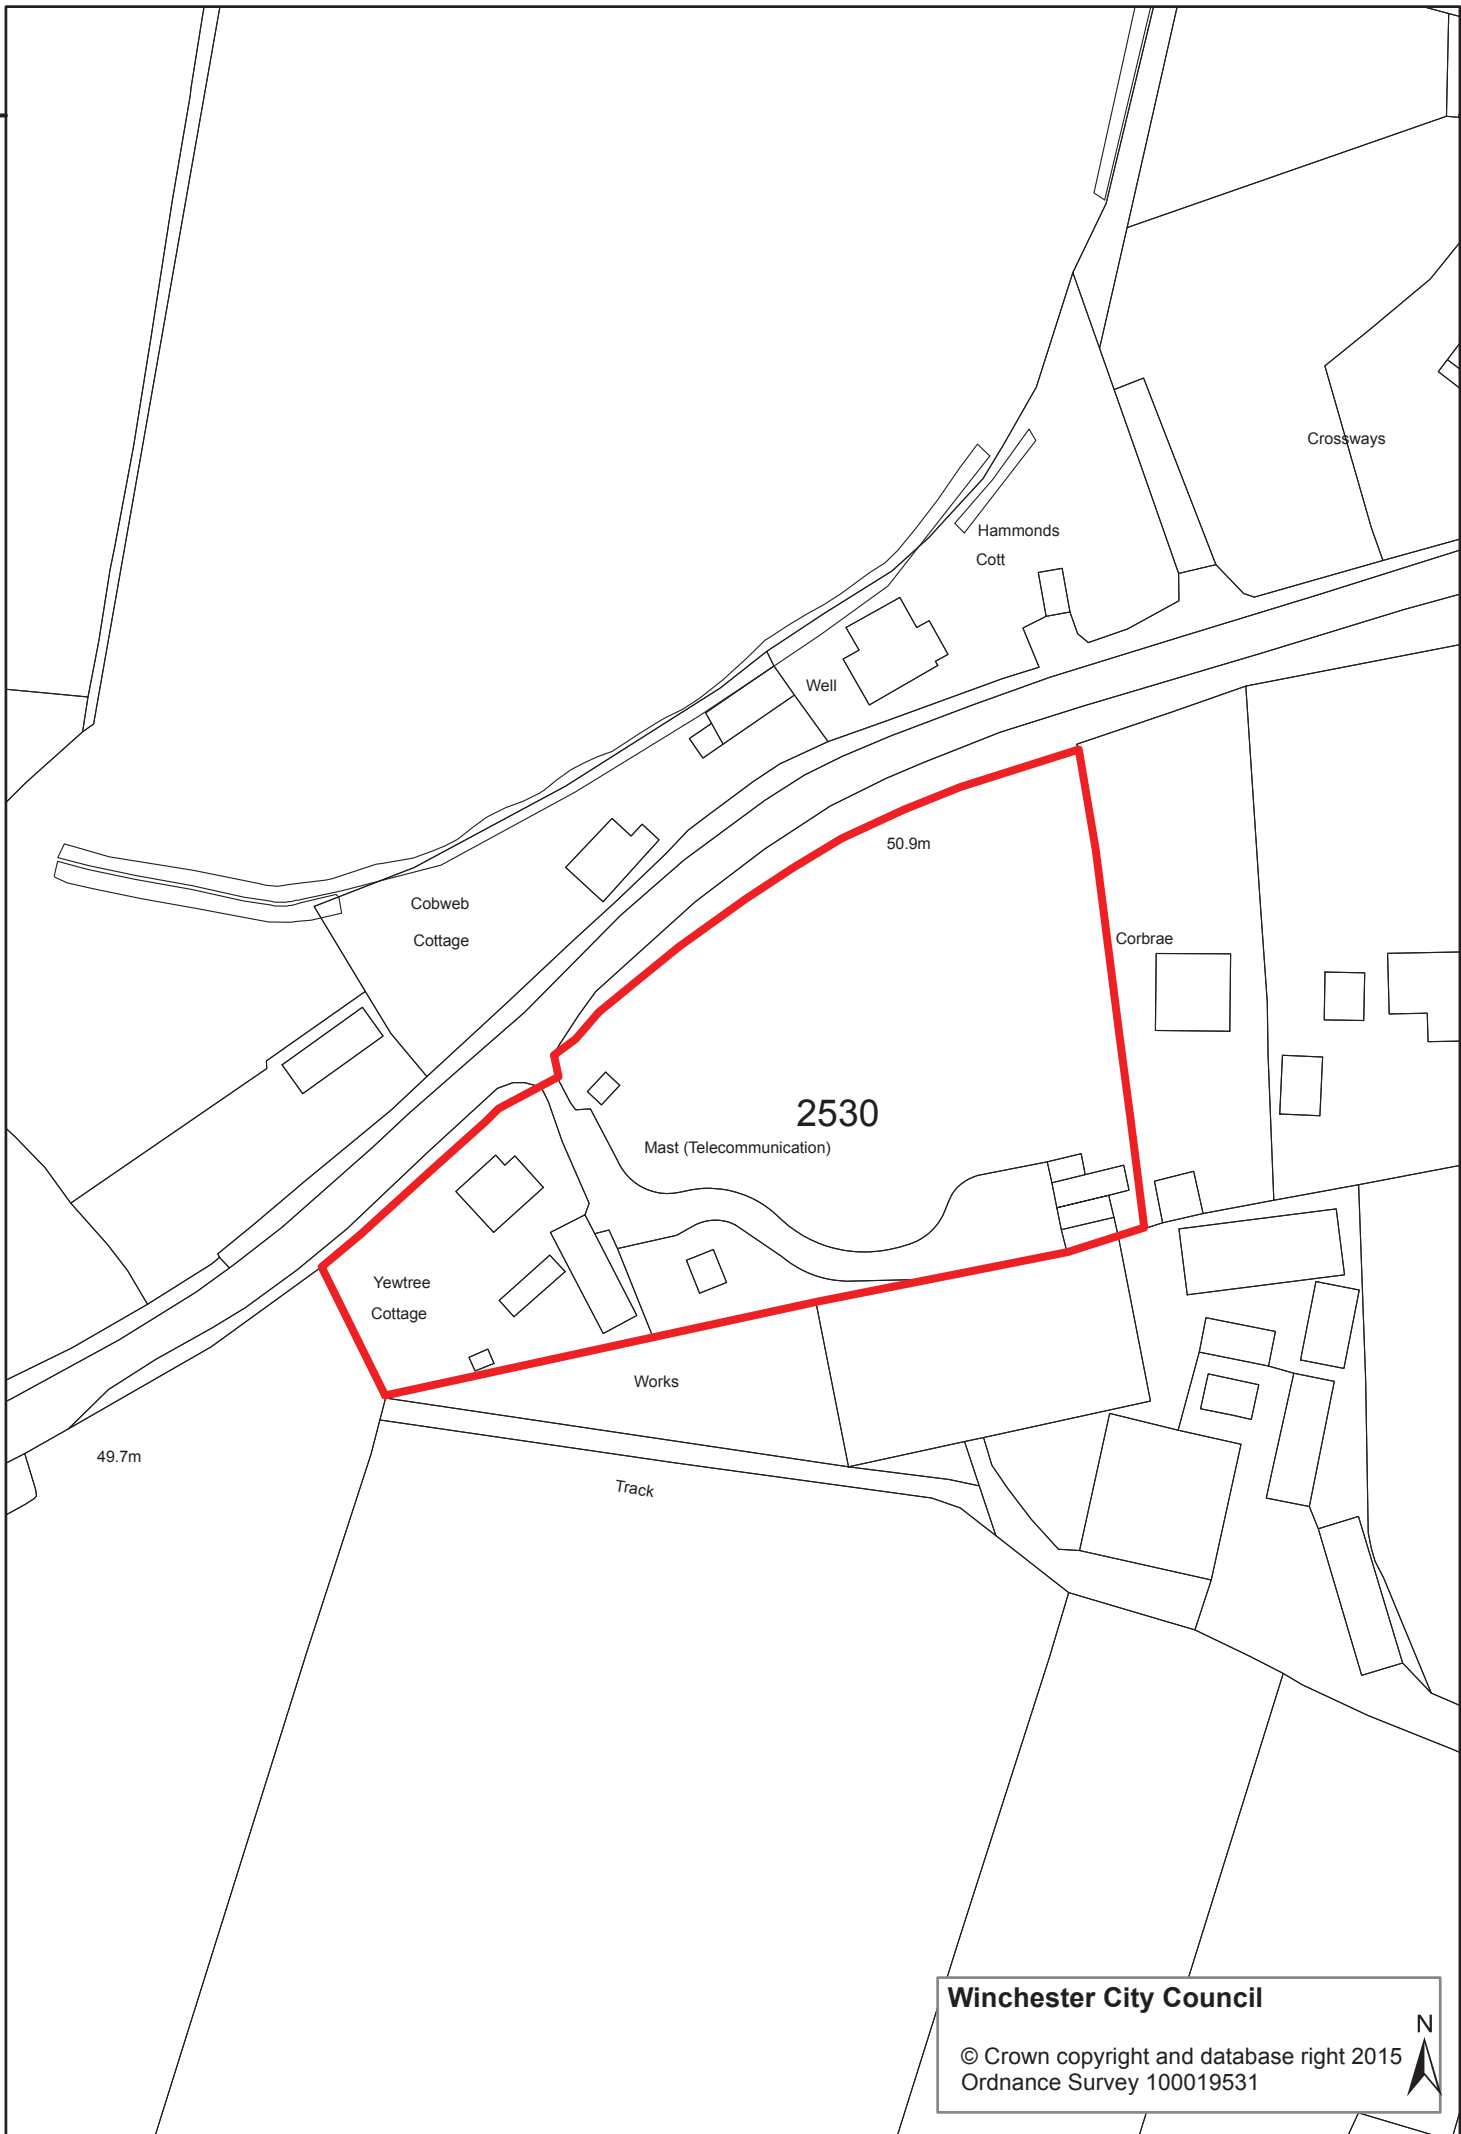 Crossways
Hammonds
Cott
Well
50.9m
Cobweb
Cottage
Corbrae
2530
Mast (Telecommunication)
Yewtree
Cottage
Works
49.7m
Track
Winchester City Council
N
© Crown copyright and database right 2015
Ordnance Survey 100019531